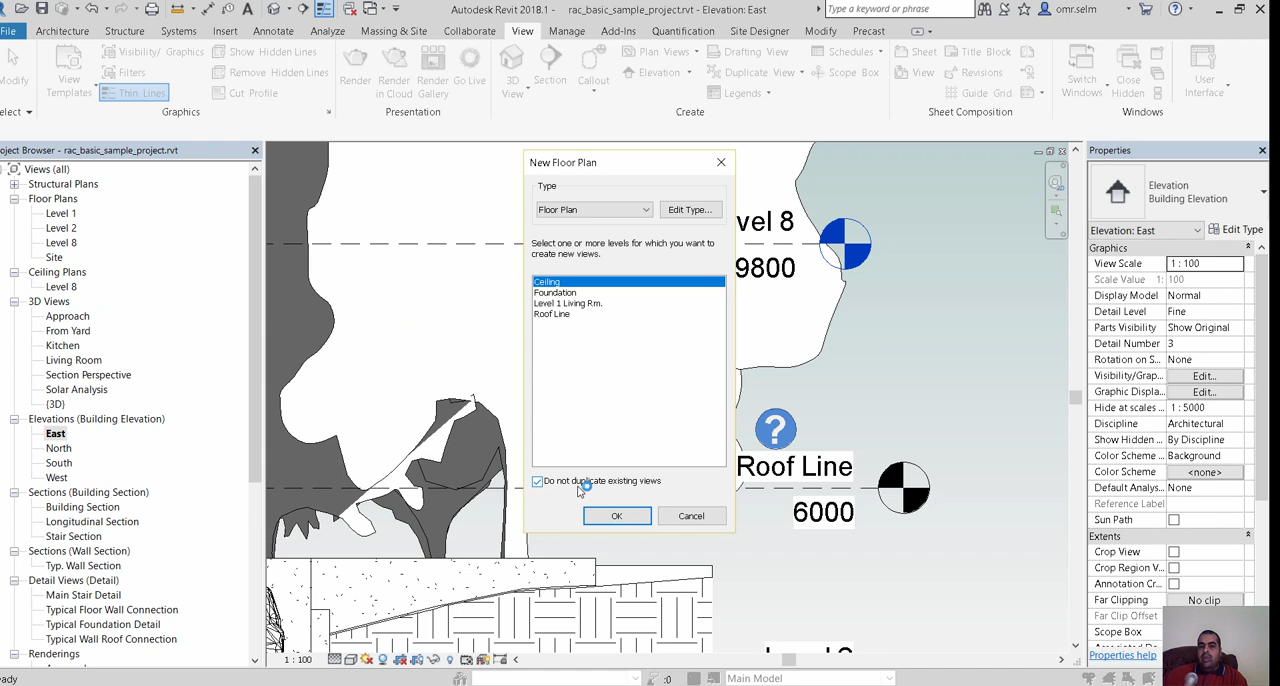 Autodesk Revit 2018.1 - rac_basic_sample_project.rvt - Elevation: East
Type a keyword or phrase
omr.selm
File Architecture Structure Systems Insert Annotate Analyze Massing & Site Collaborate View Manage Add-Ins Quantification Site Designer Modify Precast
Modify
View Templates
Visibility/ Graphics
Filters
Thin Lines
Show Hidden Lines
Remove Hidden Lines
Cut Profile
Render
Render in Cloud
Render Gallery
Go Live
3D View
Section
Callout
Plan Views
Elevation
Drafting View
Duplicate View
Legends
Schedules
Scope Box
Sheet
View
Title Block
Revisions
Guide Grid
Switch Windows
Close Hidden
User Interface
elect
Graphics
Presentation
Create
Sheet Composition
Windows
oject Browser - rac_basic_sample_project.rvt
Views (all)
Structural Plans
Floor Plans
Level 1
Level 2
Level 8
Site
Ceiling Plans
Level 8
3D Views
Approach
From Yard
Kitchen
Living Room
Section Perspective
Solar Analysis
{3D}
Elevations (Building Elevation)
East
North
South
West
Sections (Building Section)
Building Section
Longitudinal Section
Stair Section
Sections (Wall Section)
Typ. Wall Section
Detail Views (Detail)
Main Stair Detail
Typical Floor Wall Connection
Typical Foundation Detail
Typical Wall Roof Connection
Renderings
New Floor Plan
Type
Floor Plan
Edit Type...
Select one or more levels for which you want to
create new views.
Ceiling
Foundation
Level 1 Living Rm.
Roof Line
Do not duplicate existing views
OK
Cancel
vel 8
9800
?
Roof Line
6000
Properties
Elevation
Building Elevation
Elevation: East
Edit Type
Graphics
View Scale 1 : 100
Scale Value 1: 100
Display Model Normal
Detail Level Fine
Parts Visibility Show Original
Detail Number 3
Rotation on S... None
Visibility/Grap... Edit...
Graphic Displa... Edit...
Hide at scales ... 1 : 5000
Discipline Architectural
Show Hidden ... By Discipline
Color Scheme ... Background
Color Scheme <none>
Default Analys... None
Reference Label
Sun Path
Extents
Crop View
Crop Region V...
Annotation Cr...
Far Clipping No clip
Far Clip Offset
Scope Box
Properties help
1 : 100
eady
:0
Main Model